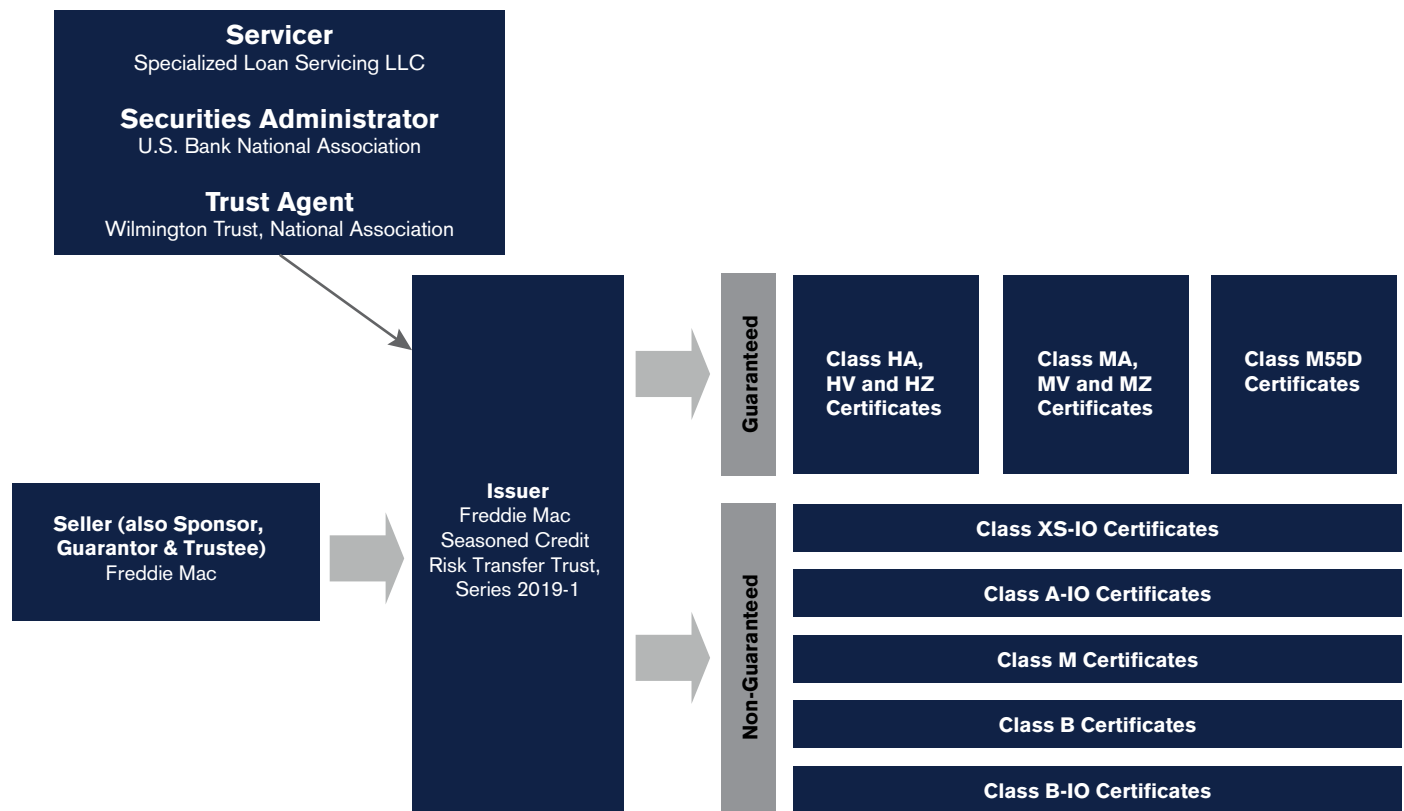 Servicer
Specialized Loan Servicing LLC
Securities Administrator
U.S. Bank National Association
Trust Agent
Wilmington Trust, National Association
Seller (also Sponsor,
Guarantor & Trustee)
Freddie Mac
Issuer
Freddie Mac
Seasoned Credit
Risk Transfer Trust,
Series 2019-1
Guaranteed
Class HA,
HV and HZ
Certificates
Class MA,
MV and MZ
Certificates
Class M55D
Certificates
Non-Guaranteed
Class XS-IO Certificates
Class A-IO Certificates
Class M Certificates
Class B Certificates
Class B-IO Certificates